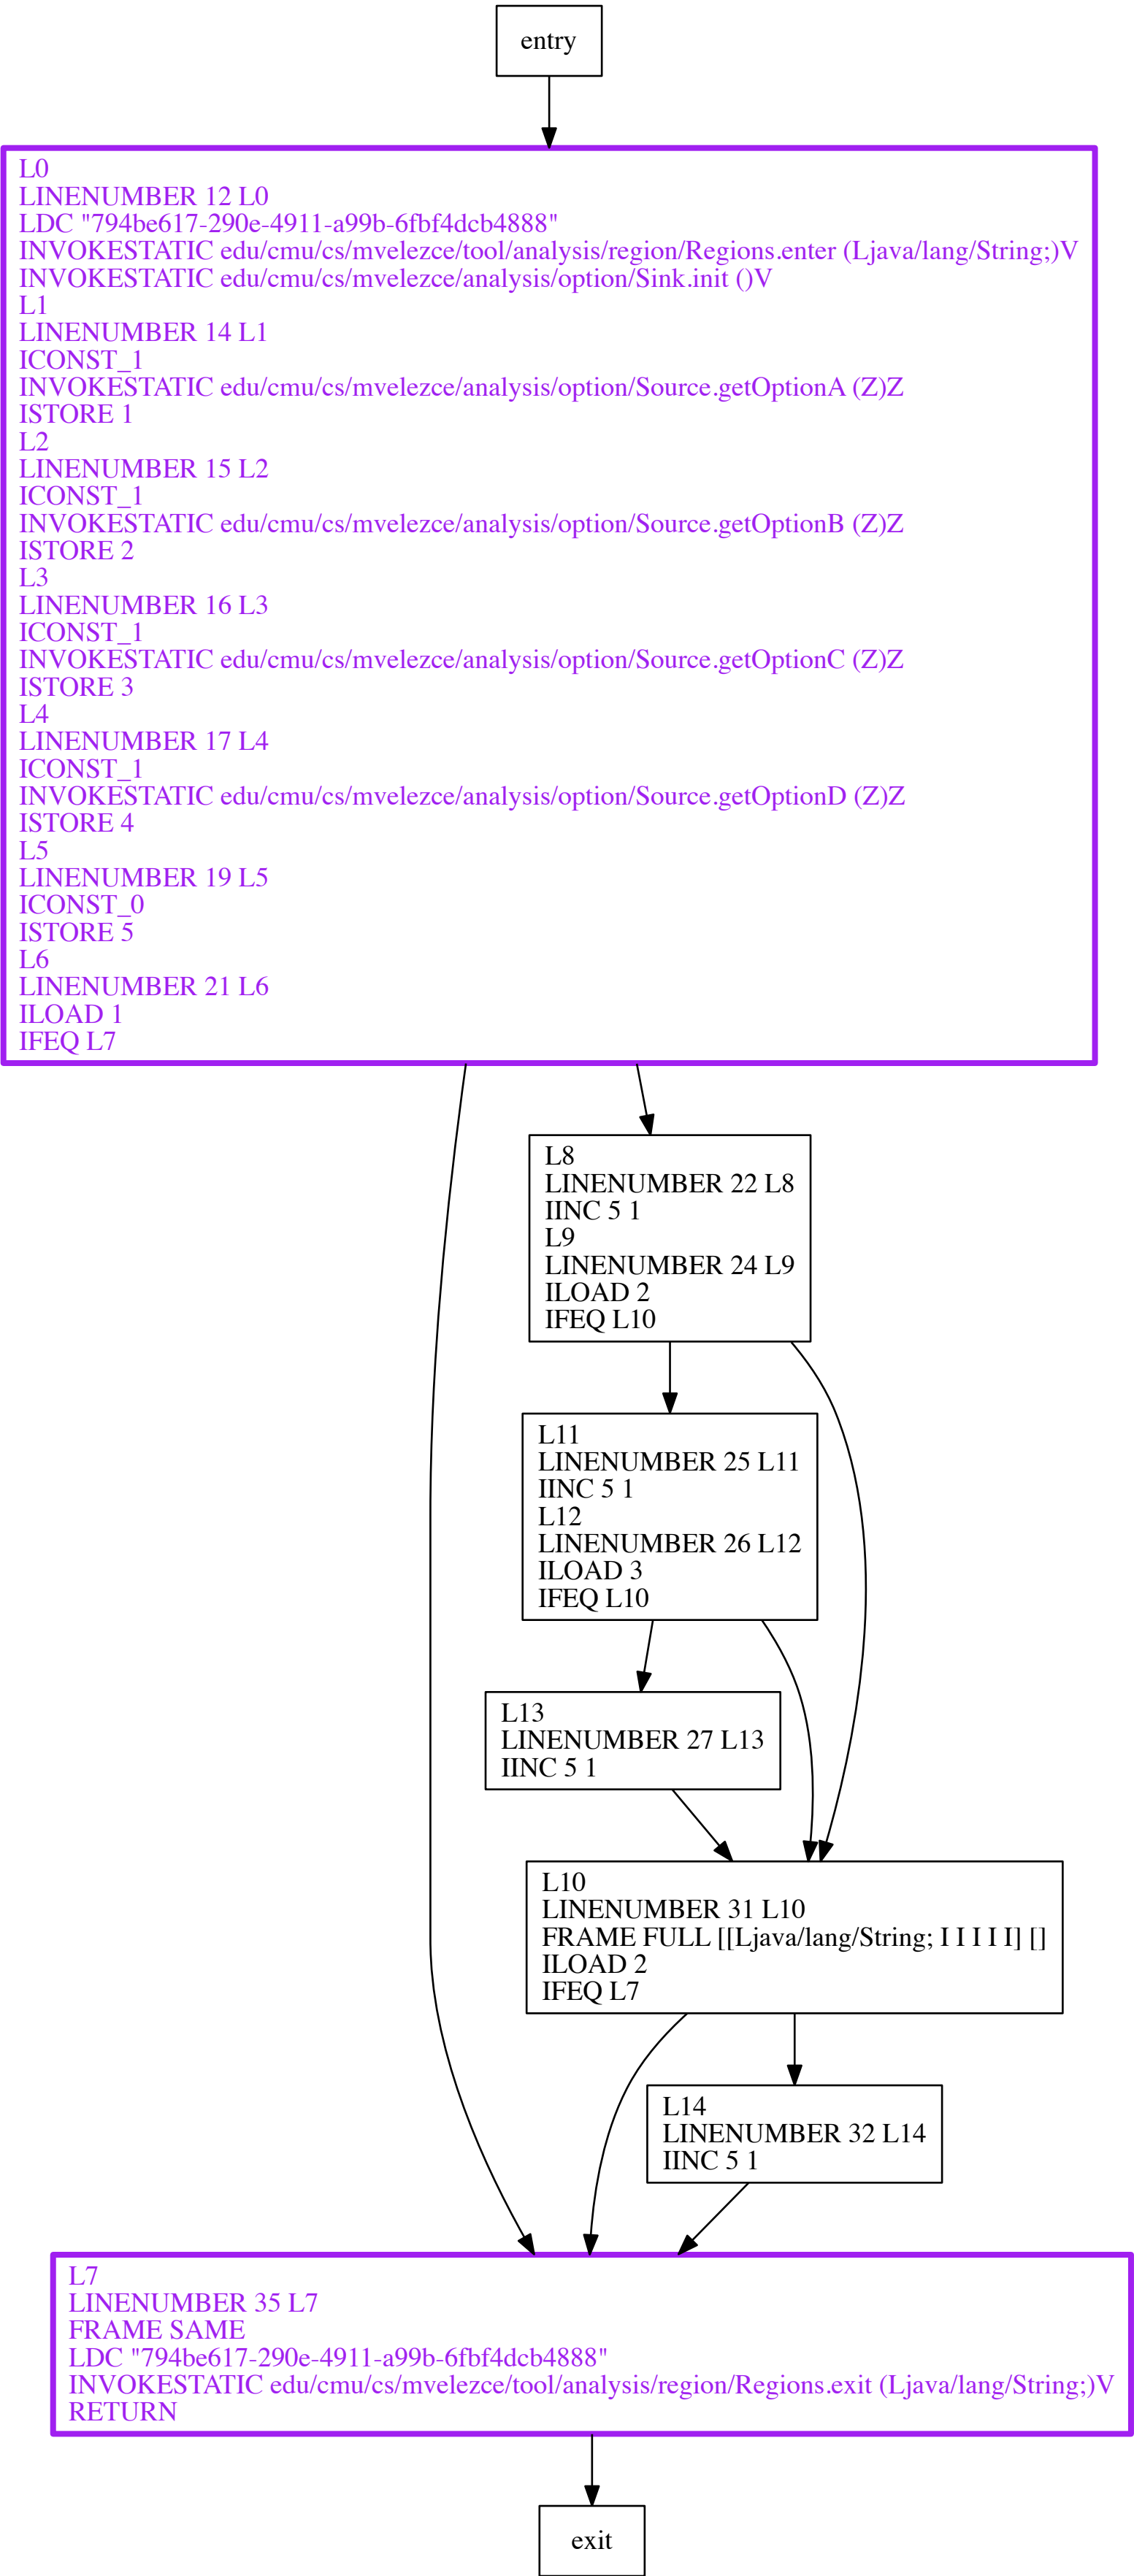 entry
L0
LINENUMBER 12 L0
LDC "794be617-290e-4911-a99b-6fbf4dcb4888"
INVOKESTATIC edu/cmu/cs/mvelezce/tool/analysis/region/Regions.enter (Ljava/lang/String;)V
INVOKESTATIC edu/cmu/cs/mvelezce/analysis/option/Sink.init ()V
L1
LINENUMBER 14 L1
ICONST_1
INVOKESTATIC edu/cmu/cs/mvelezce/analysis/option/Source.getOptionA (Z)Z
ISTORE 1
L2
LINENUMBER 15 L2
ICONST_1
INVOKESTATIC edu/cmu/cs/mvelezce/analysis/option/Source.getOptionB (Z)Z
ISTORE 2
L3
LINENUMBER 16 L3
ICONST_1
INVOKESTATIC edu/cmu/cs/mvelezce/analysis/option/Source.getOptionC (Z)Z
ISTORE 3
L4
LINENUMBER 17 L4
ICONST_1
INVOKESTATIC edu/cmu/cs/mvelezce/analysis/option/Source.getOptionD (Z)Z
ISTORE 4
L5
LINENUMBER 19 L5
ICONST_0
ISTORE 5
L6
LINENUMBER 21 L6
ILOAD 1
IFEQ L7
L8
LINENUMBER 22 L8
IINC 5 1
L9
LINENUMBER 24 L9
ILOAD 2
IFEQ L10
L11
LINENUMBER 25 L11
IINC 5 1
L12
LINENUMBER 26 L12
ILOAD 3
IFEQ L10
L13
LINENUMBER 27 L13
IINC 5 1
L10
LINENUMBER 31 L10
FRAME FULL [[Ljava/lang/String; I I I I I] []
ILOAD 2
IFEQ L7
L14
LINENUMBER 32 L14
IINC 5 1
L7
LINENUMBER 35 L7
FRAME SAME
LDC "794be617-290e-4911-a99b-6fbf4dcb4888"
INVOKESTATIC edu/cmu/cs/mvelezce/tool/analysis/region/Regions.exit (Ljava/lang/String;)V
RETURN
exit